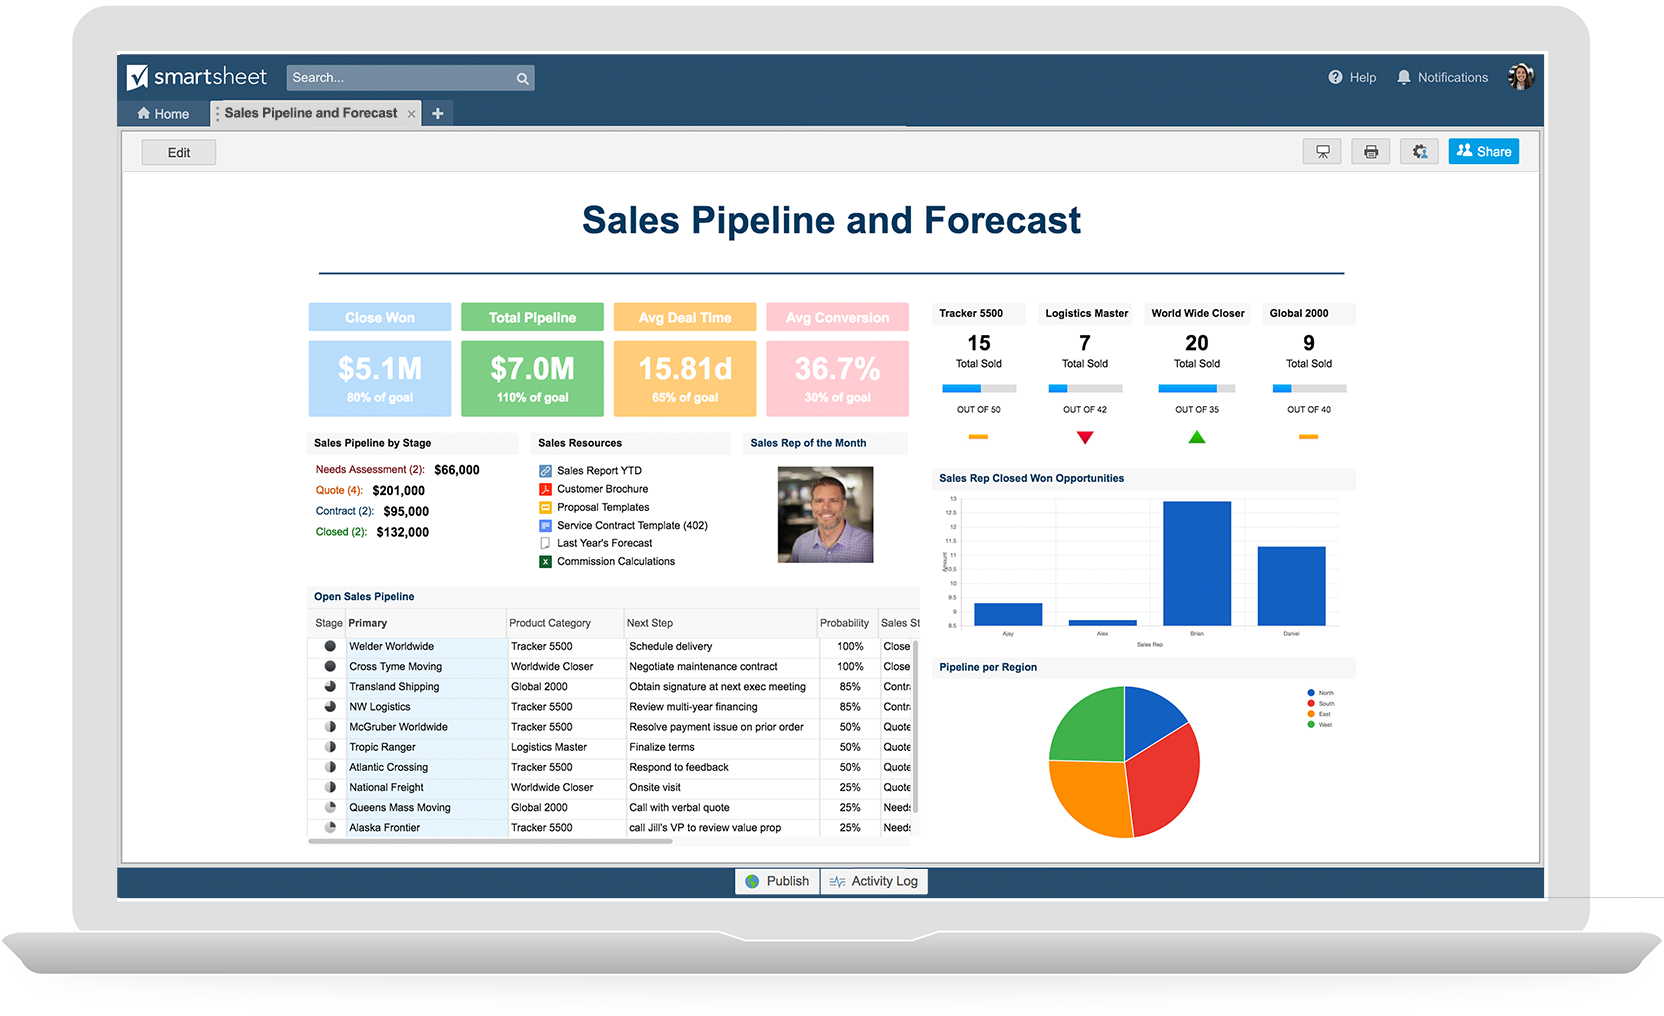 smartsheet
Search...
Help
Notifications
Home
Sales Pipeline and Forecast
Edit
Share
Sales Pipeline and Forecast
Close Won
Total Pipeline
Avg Deal Time
Avg Conversion
$5.1M
80% of goal
$7.0M
110% of goal
15.81d
65% of goal
36.7%
30% of goal
Tracker 5500
Logistics Master
World Wide Closer
Global 2000
15
Total Sold
OUT OF 50
7
Total Sold
OUT OF 42
20
Total Sold
OUT OF 35
9
Total Sold
OUT OF 40
Sales Pipeline by Stage
Needs Assessment (2): $66,000
Quote (4): $201,000
Contract (2): $95,000
Closed (2): $132,000
Sales Resources
Sales Report YTD
Customer Brochure
Proposal Templates
Service Contract Template (402)
Last Year's Forecast
Commission Calculations
Sales Rep of the Month
Sales Rep Closed Won Opportunities
13
12.5
12
11.5
11
10.5
10
9.5
9
8.5
Amount
Ajay
Alex
Brian
Daniel
Sales Rep
Open Sales Pipeline
Stage Primary Product Category Next Step Probability Sales St
Welder Worldwide Tracker 5500 Schedule delivery 100% Close
Cross Tyme Moving Worldwide Closer Negotiate maintenance contract 100% Close
Transland Shipping Global 2000 Obtain signature at next exec meeting 85% Contr
NW Logistics Tracker 5500 Review multi-year financing 85% Contr
McGruber Worldwide Tracker 5500 Resolve payment issue on prior order 50% Quote
Tropic Ranger Logistics Master Finalize terms 50% Quote
Atlantic Crossing Tracker 5500 Respond to feedback 50% Quote
National Freight Worldwide Closer Onsite visit 25% Quote
Queens Mass Moving Global 2000 Call with verbal quote 25% Needs
Alaska Frontier Tracker 5500 call Jill's VP to review value prop 25% Needs
Pipeline per Region
North
South
East
West
Publish
Activity Log